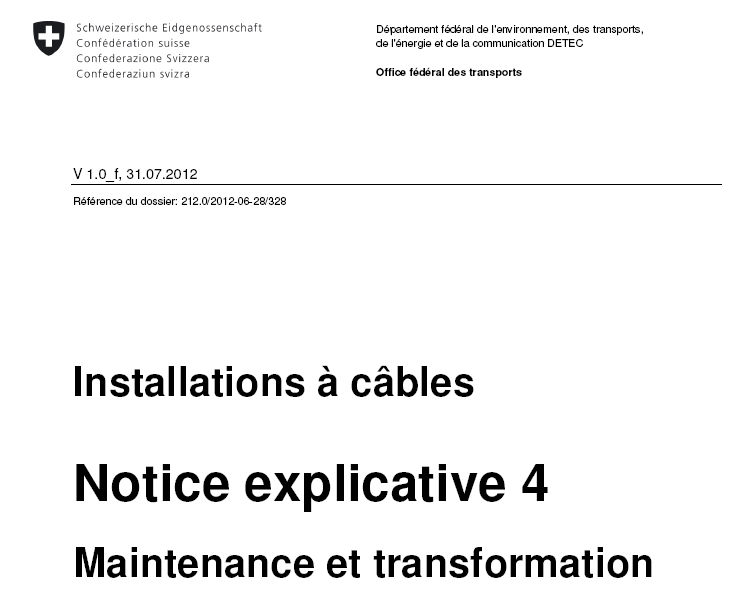 Schweizerische Eidgenossenschaft
Confédération suisse
Confederazione Svizzera
Confederaziun svizra
Département fédéral de l'environnement, des transports,
de l'énergie et de la communication DETEC
Office fédéral des transports
V 1.0_f, 31.07.2012
Référence du dossier: 212.0/2012-06-28/328
Installations à câbles
Notice explicative 4
Maintenance et transformation